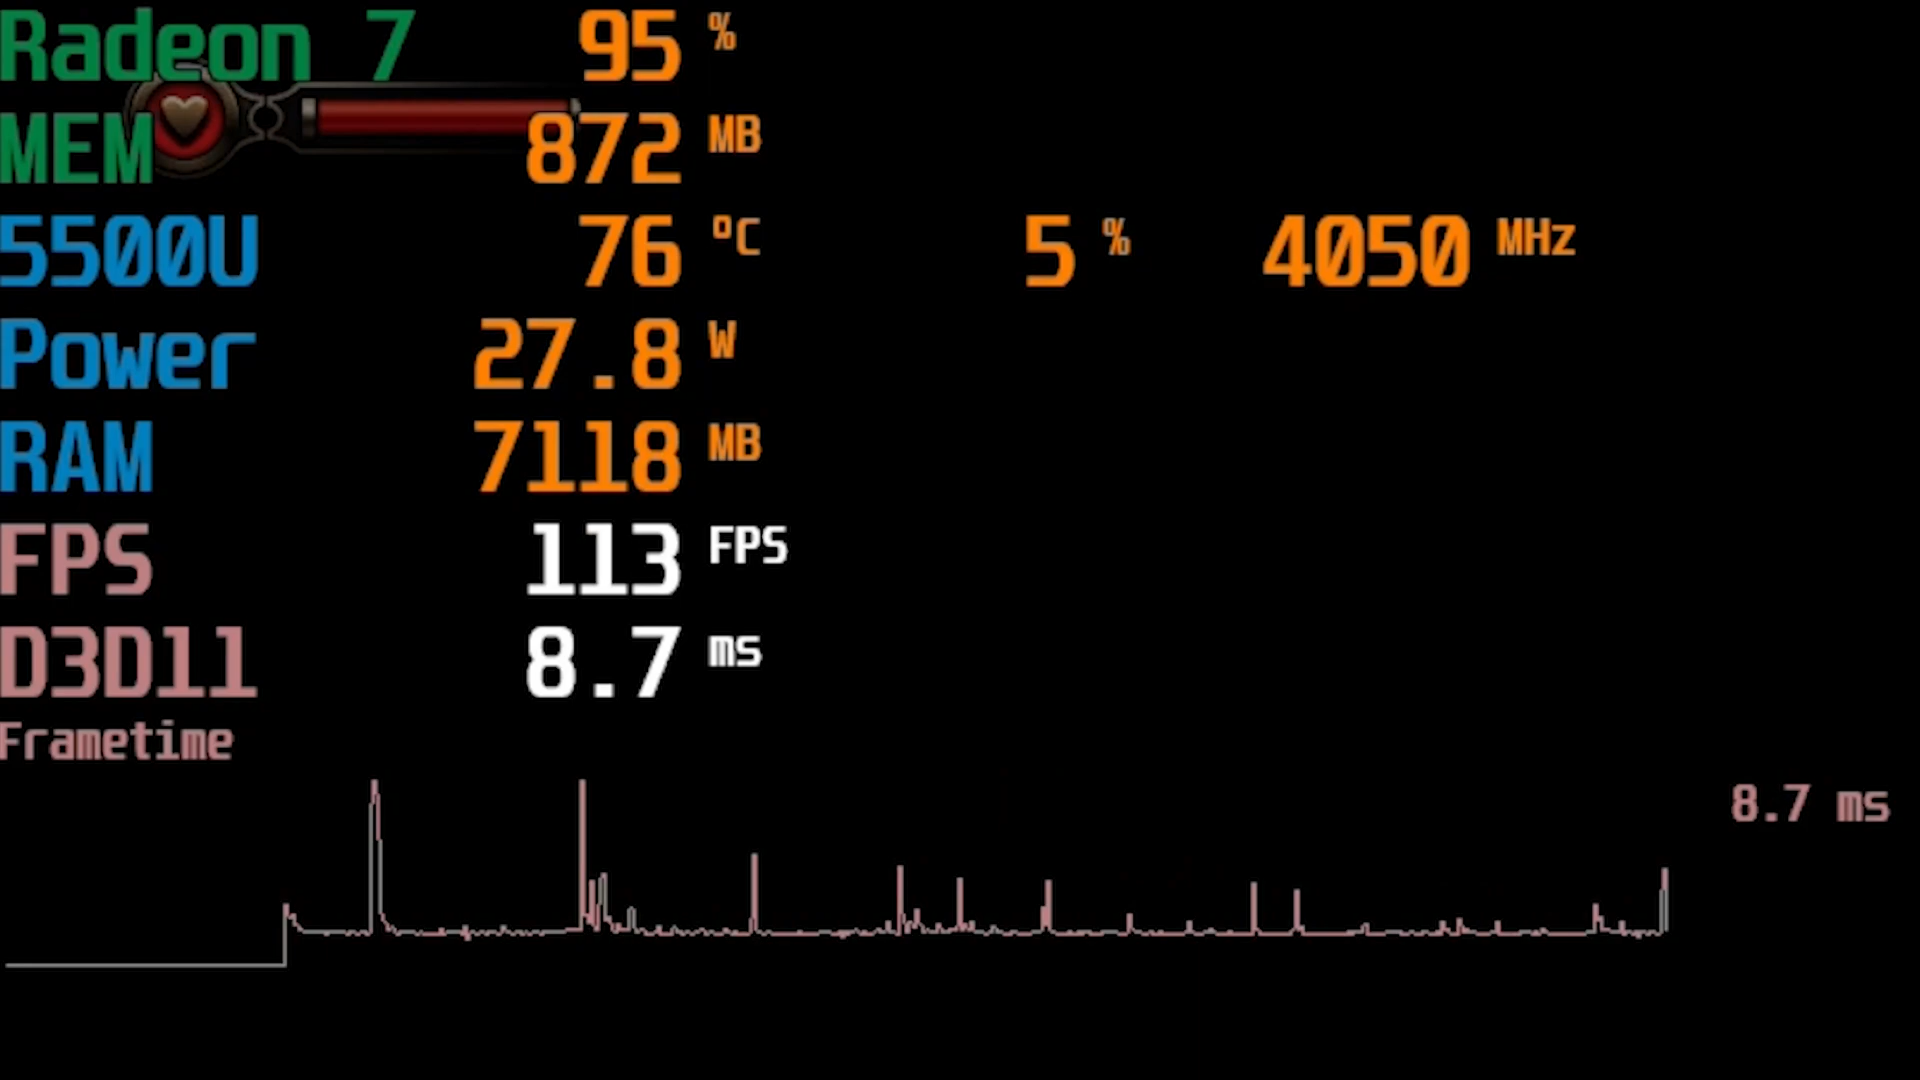 Radeon 7 95 %
MEM 872 MB
5500U 76 °C 5 % 4050 MHz
Power 27.8 W
RAM 7118 MB
FPS 113 FPS
D3D11 8.7 ms
Frametime
8.7 ms